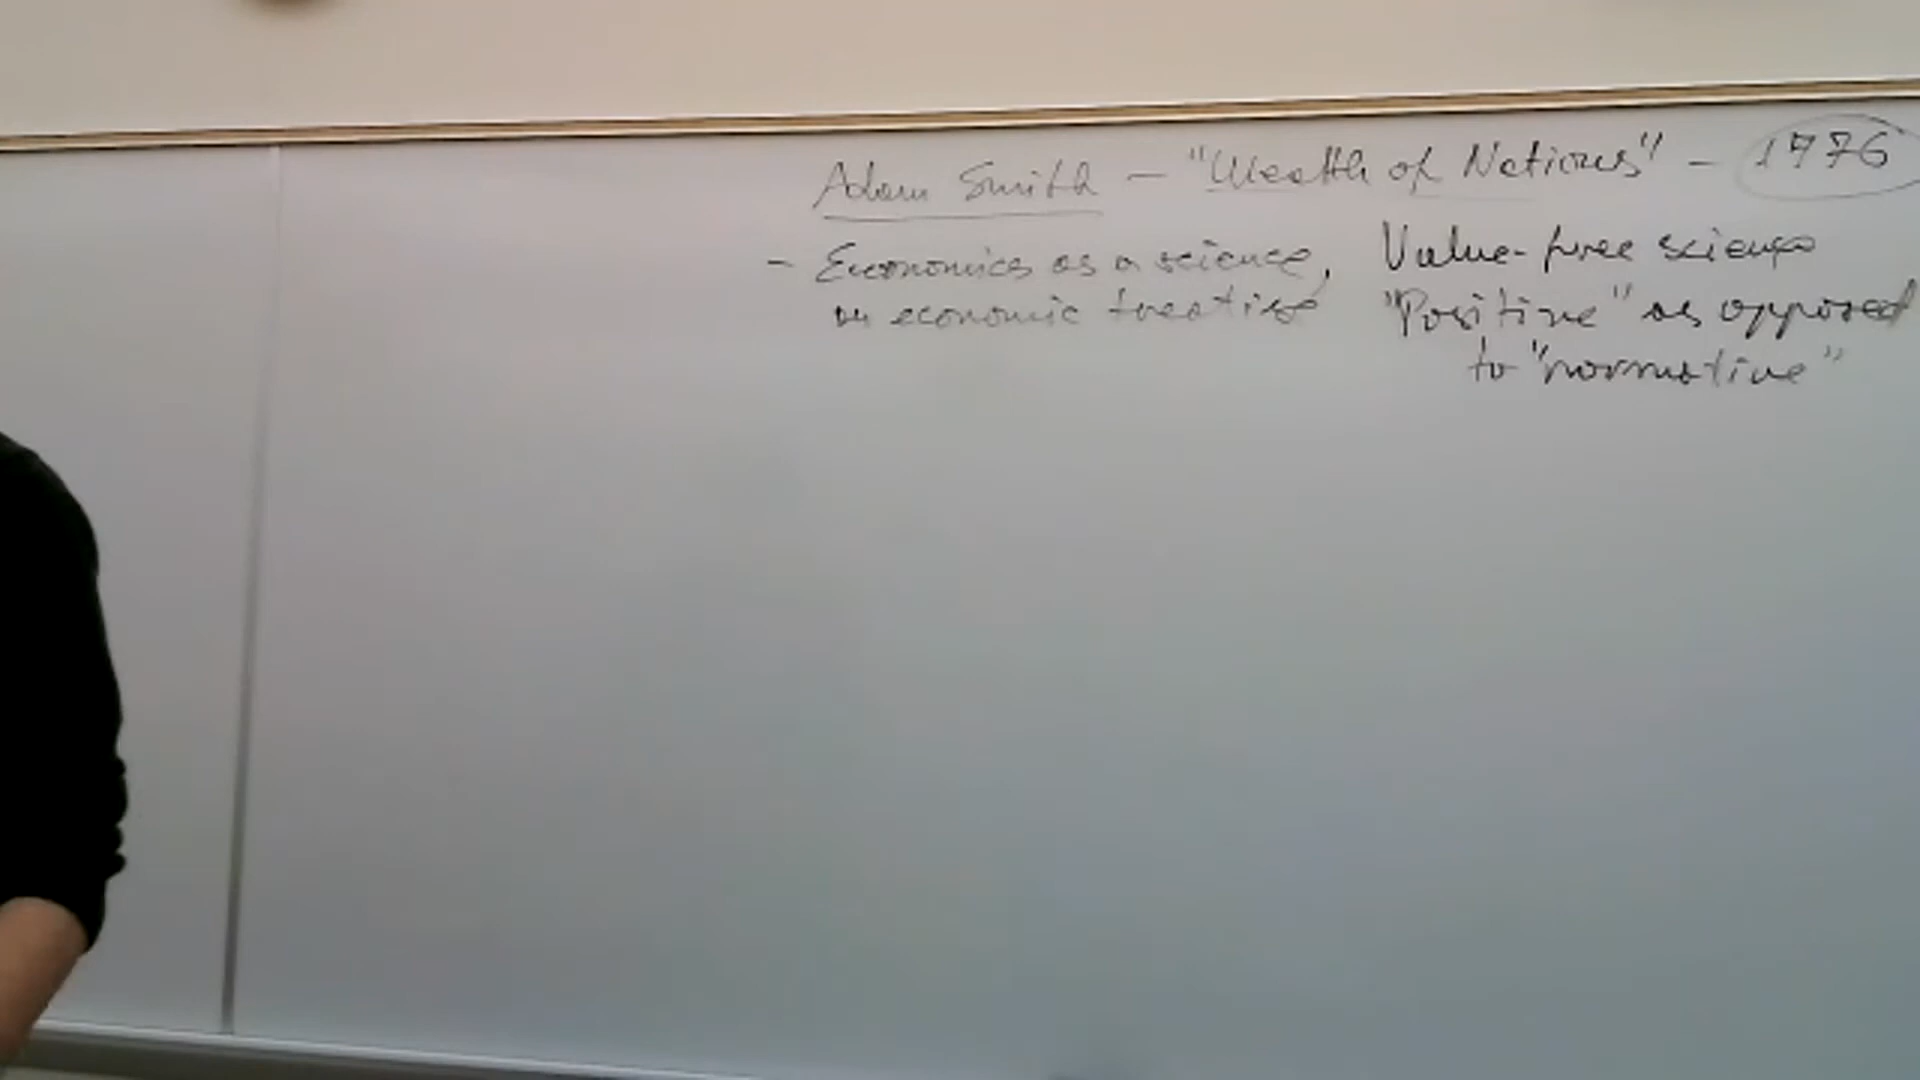 Adam Smith - "Wealth of Nations" - 1776
- Economics as a science,
an economic treatise
Value-free science
"Positive" as opposed
to "normative"